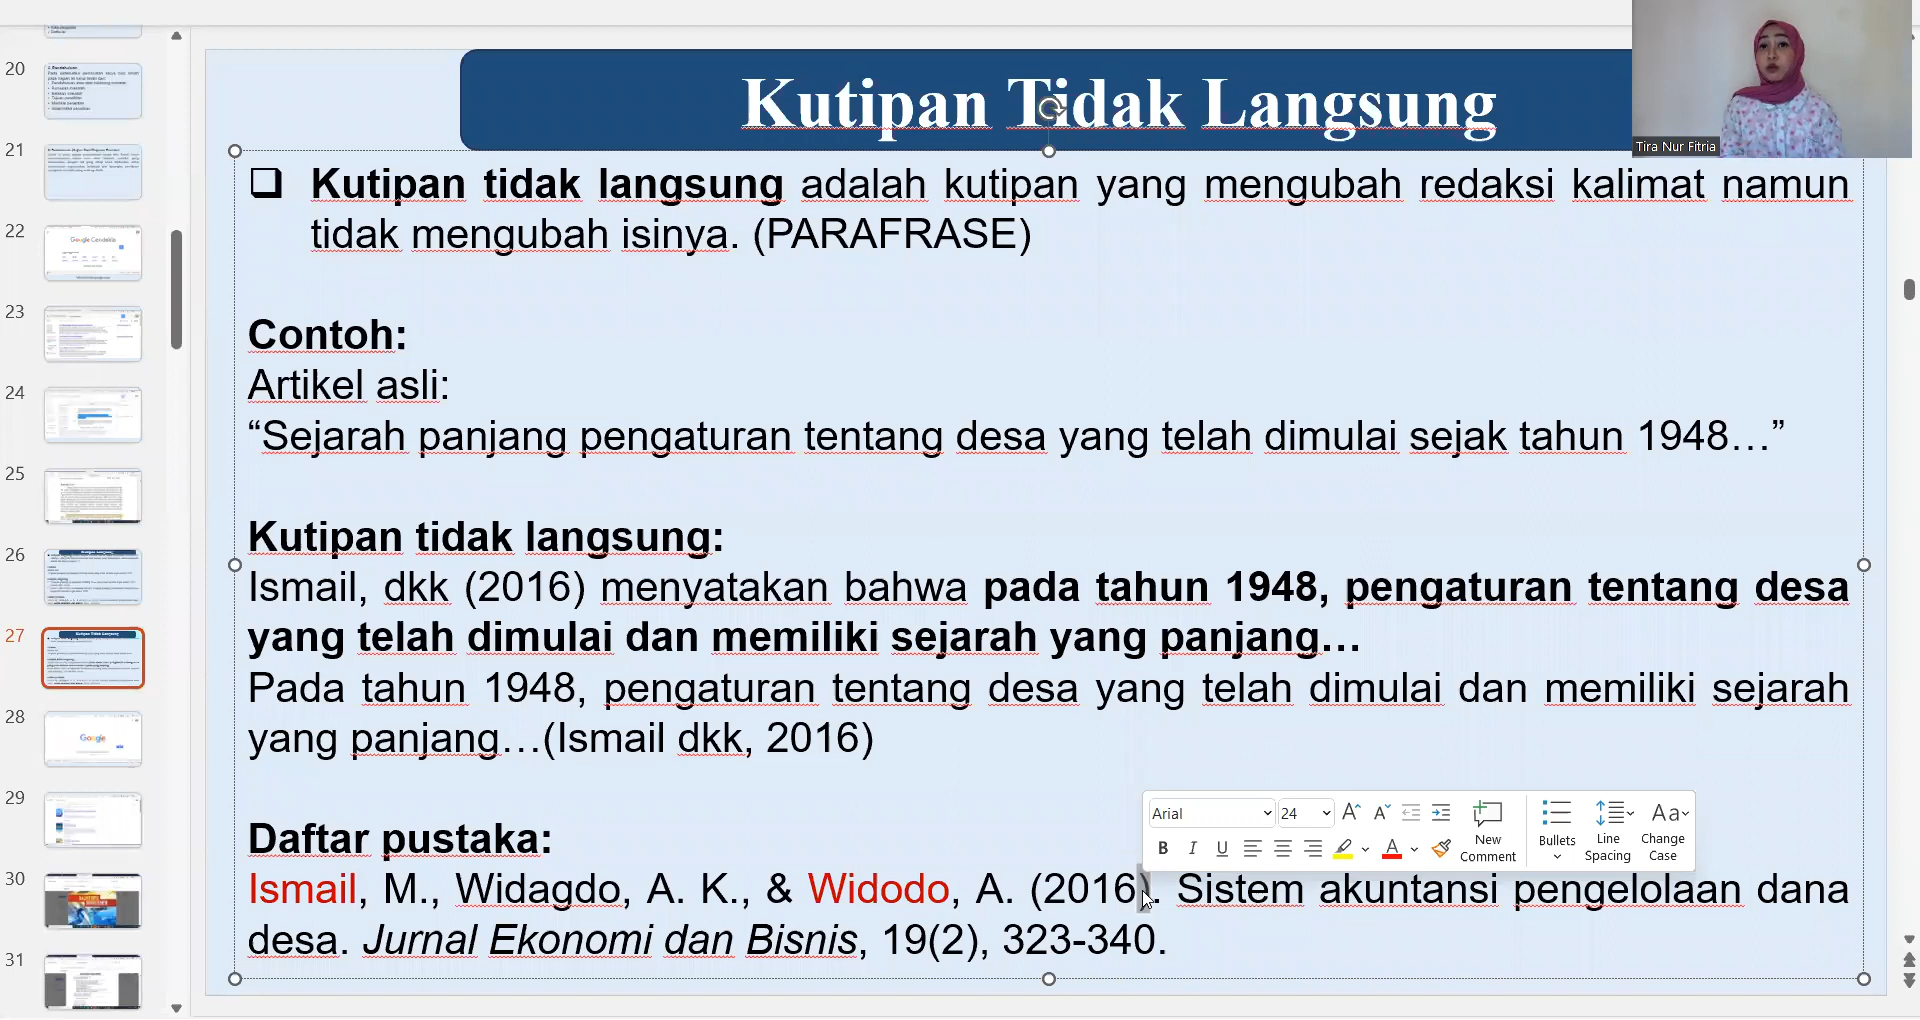 Kutipan Tidak Langsung
Tira Nur Fitria
❑ Kutipan tidak langsung adalah kutipan yang mengubah redaksi kalimat namun
tidak mengubah isinya. (PARAFRASE)
Contoh:
Artikel asli:
“Sejarah panjang pengaturan tentang desa yang telah dimulai sejak tahun 1948…”
Kutipan tidak langsung:
Ismail, dkk (2016) menyatakan bahwa pada tahun 1948, pengaturan tentang desa
yang telah dimulai dan memiliki sejarah yang panjang…
Pada tahun 1948, pengaturan tentang desa yang telah dimulai dan memiliki sejarah
yang panjang…(Ismail dkk, 2016)
Daftar pustaka:
Ismail, M., Widagdo, A. K., & Widodo, A. (2016). Sistem akuntansi pengelolaan dana
desa. Jurnal Ekonomi dan Bisnis, 19(2), 323-340.
Arial
24
New
Comment
Bullets
Line
Spacing
Change
Case
B I U
Aa
20
21
22
23
24
25
26
27
28
29
30
31
Google